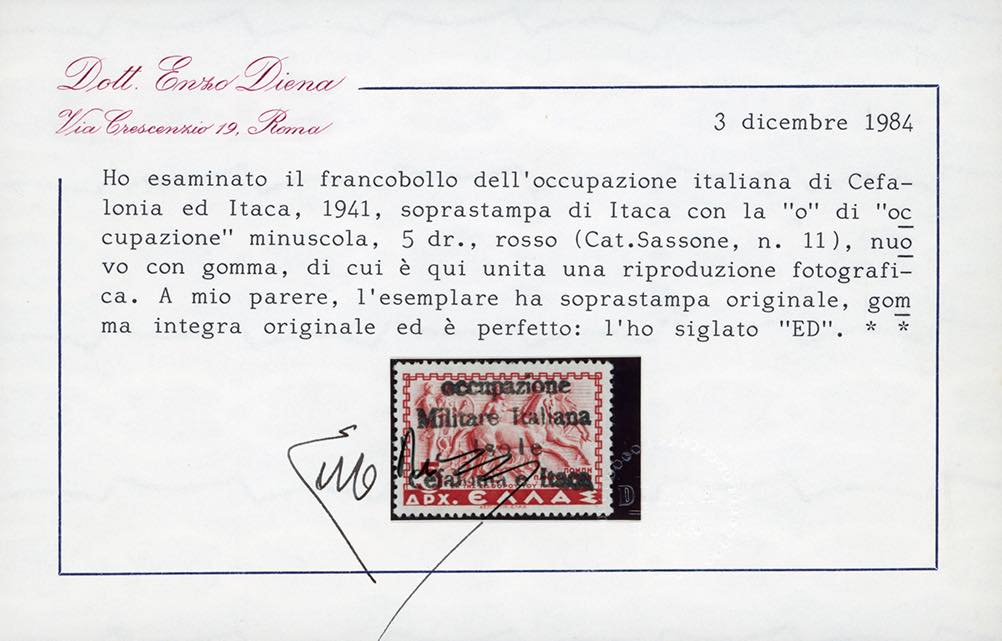 Dott. Enzo Diena
Via Crescenzio 19, Roma
3 dicembre 1984
Ho esaminato il francobollo dell'occupazione italiana di Cefa-
lonia ed Itaca, 1941, soprastampa di Itaca con la "o" di "oc
cupazione" minuscola, 5 dr., rosso (Cat.Sassone, n. 11), nuo
vo con gomma, di cui è qui unita una riproduzione fotografi-
ca. A mio parere, l'esemplare ha soprastampa originale, gom
ma integra originale ed è perfetto: l'ho siglato "ED". * *
occupazione
Militare Italiana
isole
Cefalonia e Itaca
ΔΡΧ. ΕΛΛΑΣ
D